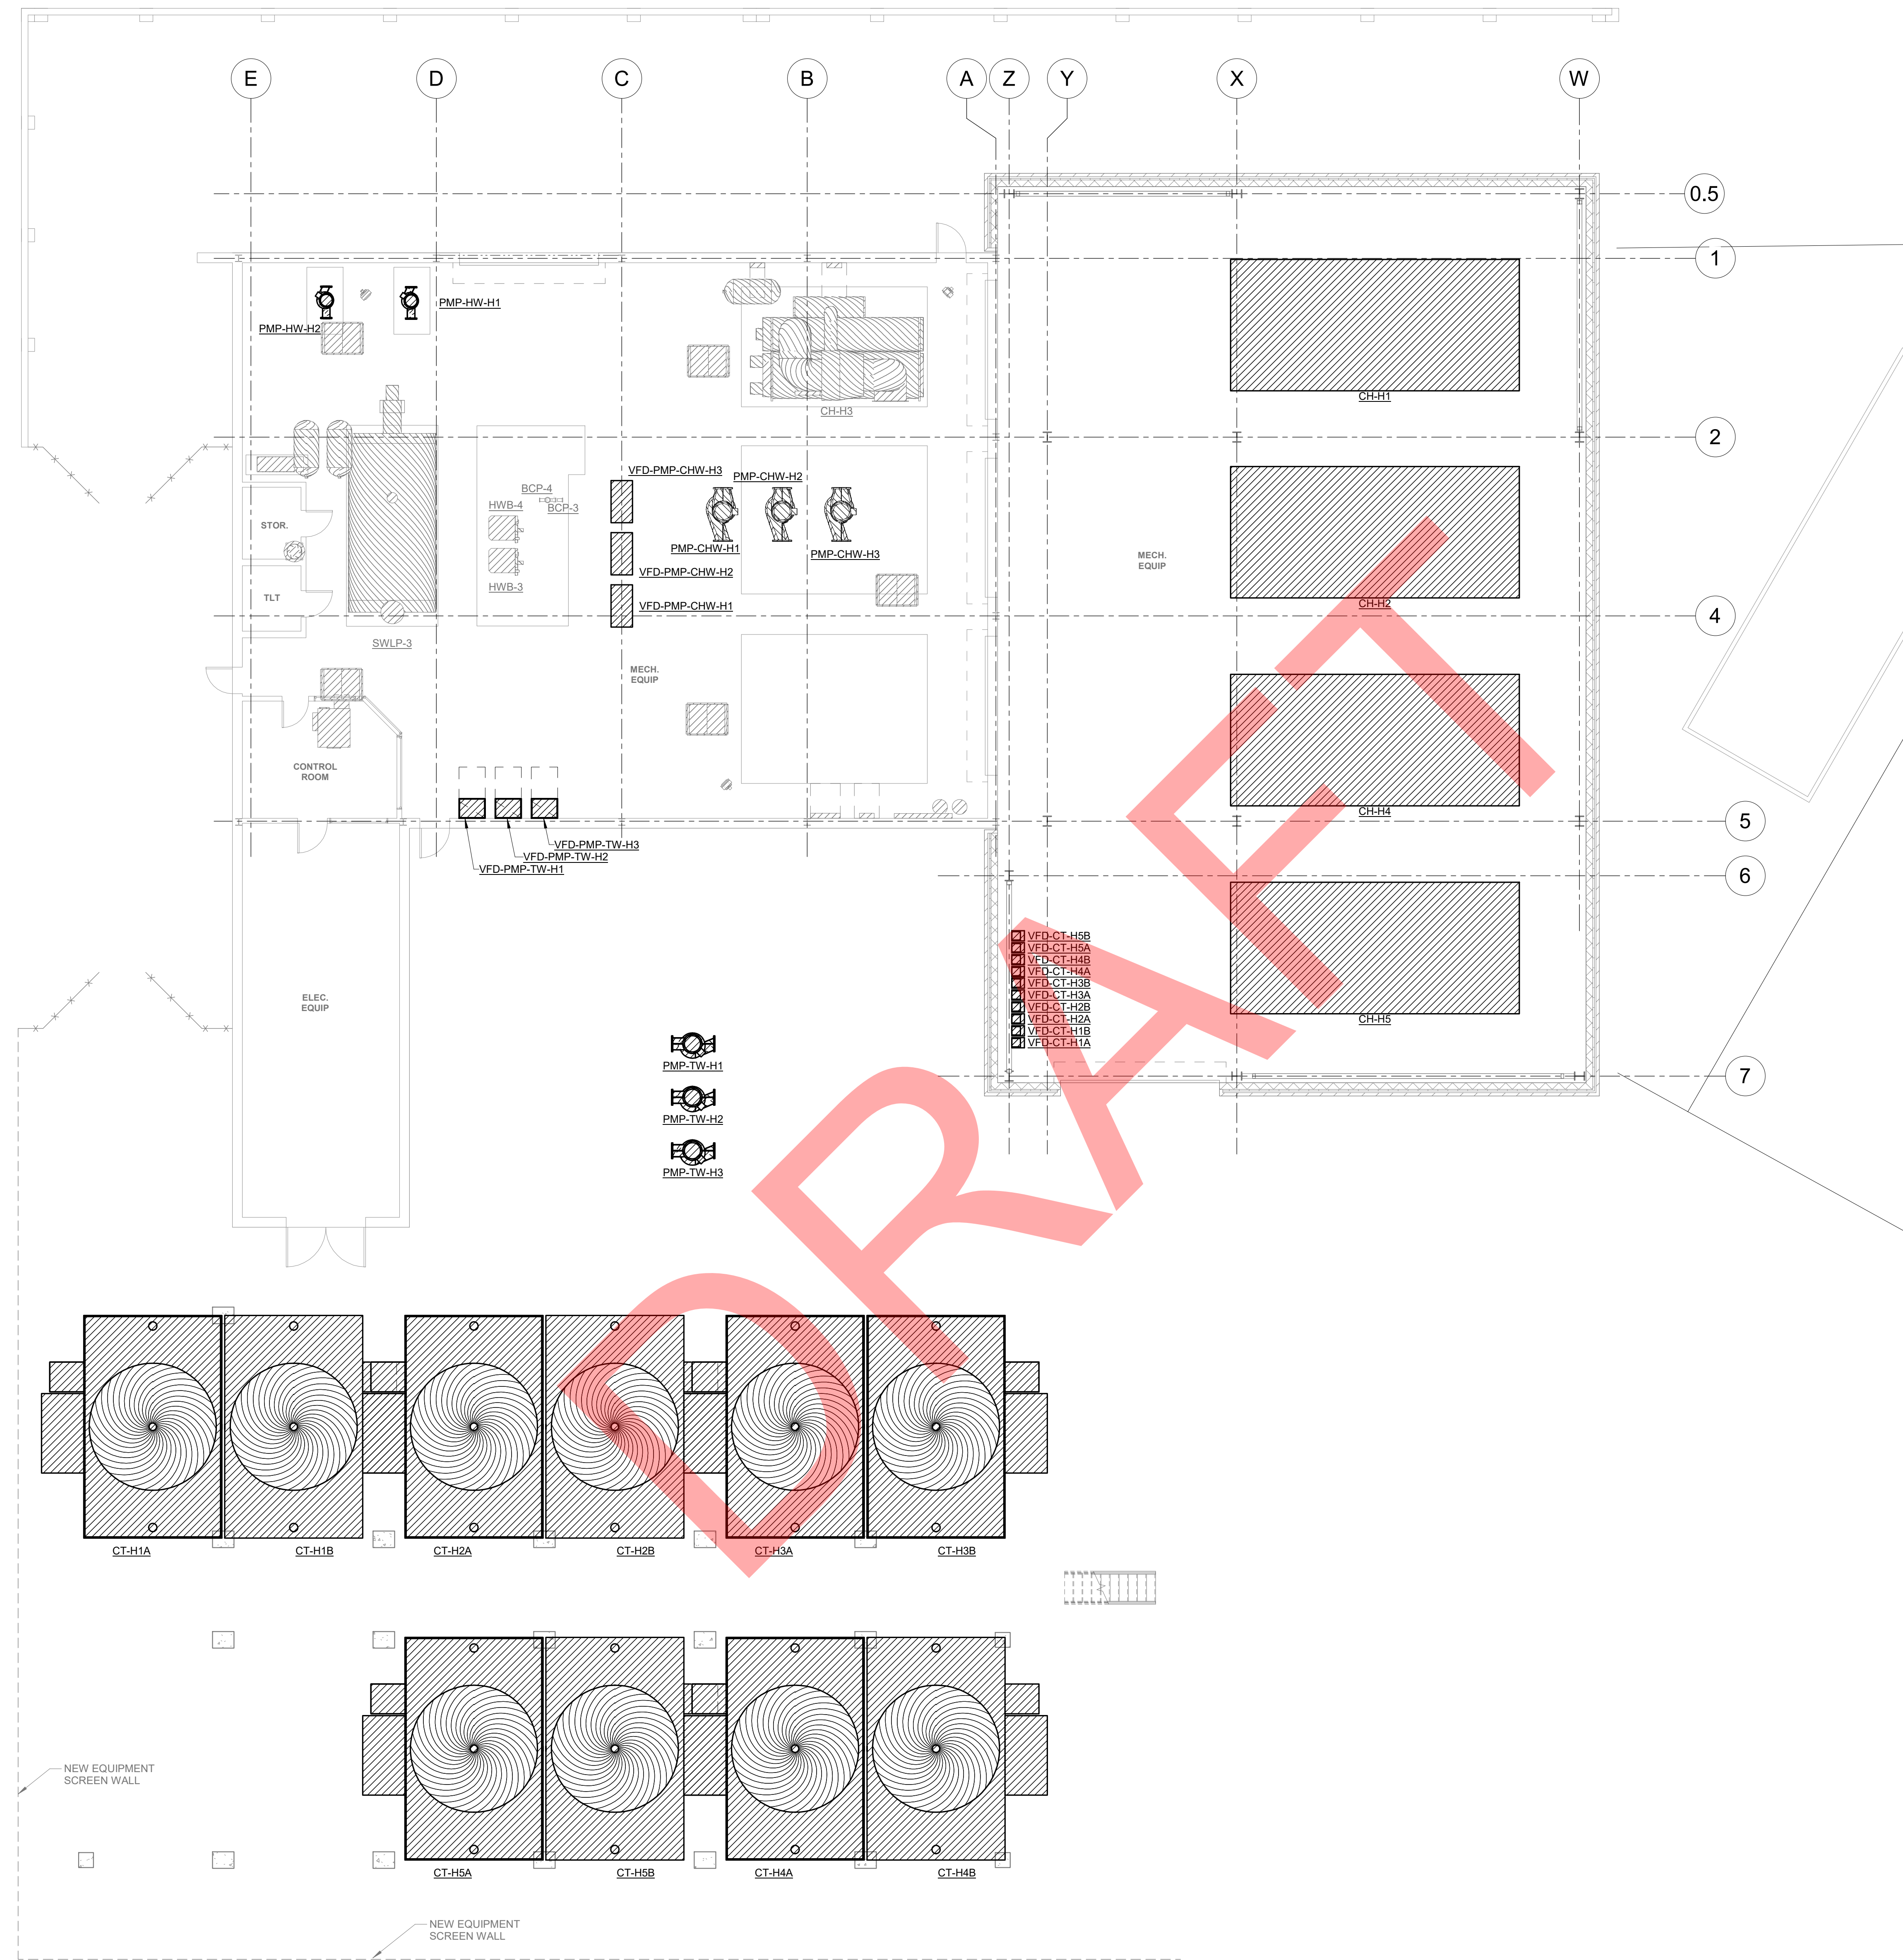 E
D
C
B
A
Z
Y
X
W
0.5
1
PMP-HW-H1
PMP-HW-H2
CH-H1
CH-H3
2
VFD-PMP-CHW-H3
PMP-CHW-H2
BCP-4
HWB-4
BCP-3
STOR.
PMP-CHW-H1
PMP-CHW-H3
MECH.
EQUIP
VFD-PMP-CHW-H2
HWB-3
TLT
VFD-PMP-CHW-H1
CH-H2
4
SWLP-3
MECH.
EQUIP
CONTROL
ROOM
CH-H4
5
VFD-PMP-TW-H3
VFD-PMP-TW-H2
VFD-PMP-TW-H1
6
VFD-CT-H5B
VFD-CT-H5A
VFD-CT-H4B
VFD-CT-H4A
VFD-CT-H3B
VFD-CT-H3A
VFD-CT-H2B
VFD-CT-H2A
VFD-CT-H1B
VFD-CT-H1A
ELEC.
EQUIP
CH-H5
PMP-TW-H1
7
PMP-TW-H2
PMP-TW-H3
DRAFT
CT-H1A
CT-H1B
CT-H2A
CT-H2B
CT-H3A
CT-H3B
NEW EQUIPMENT
SCREEN WALL
CT-H5A
CT-H5B
CT-H4A
CT-H4B
NEW EQUIPMENT
SCREEN WALL